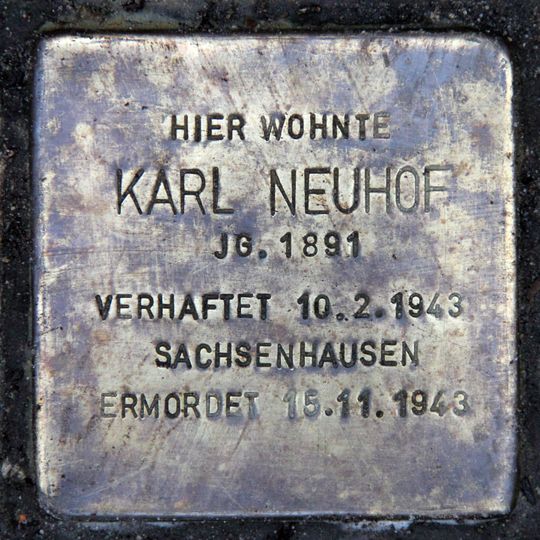 HIER WOHNTE
KARL NEUHOF
JG. 1891
VERHAFTET 10.2.1943
SACHSENHAUSEN
ERMORDET 15.11.1943